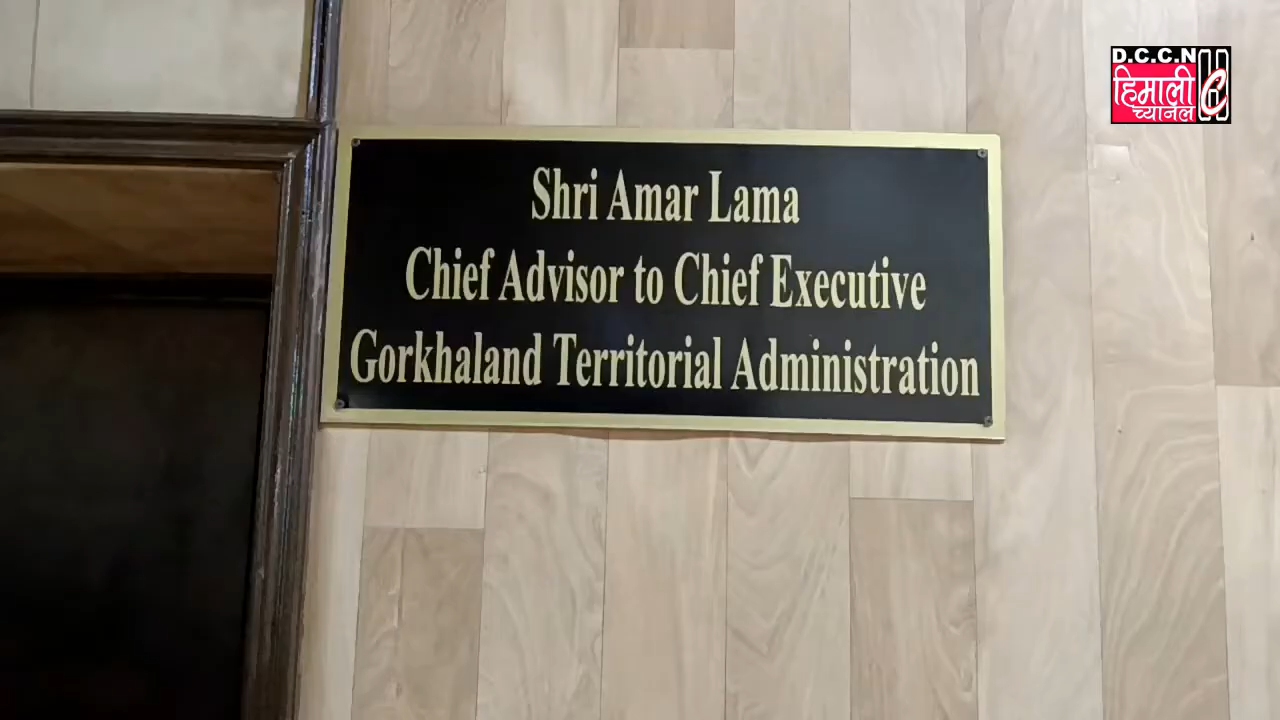 D.C.C.N
हिमाली
च्यानल
Shri Amar Lama
Chief Advisor to Chief Executive
Gorkhaland Territorial Administration